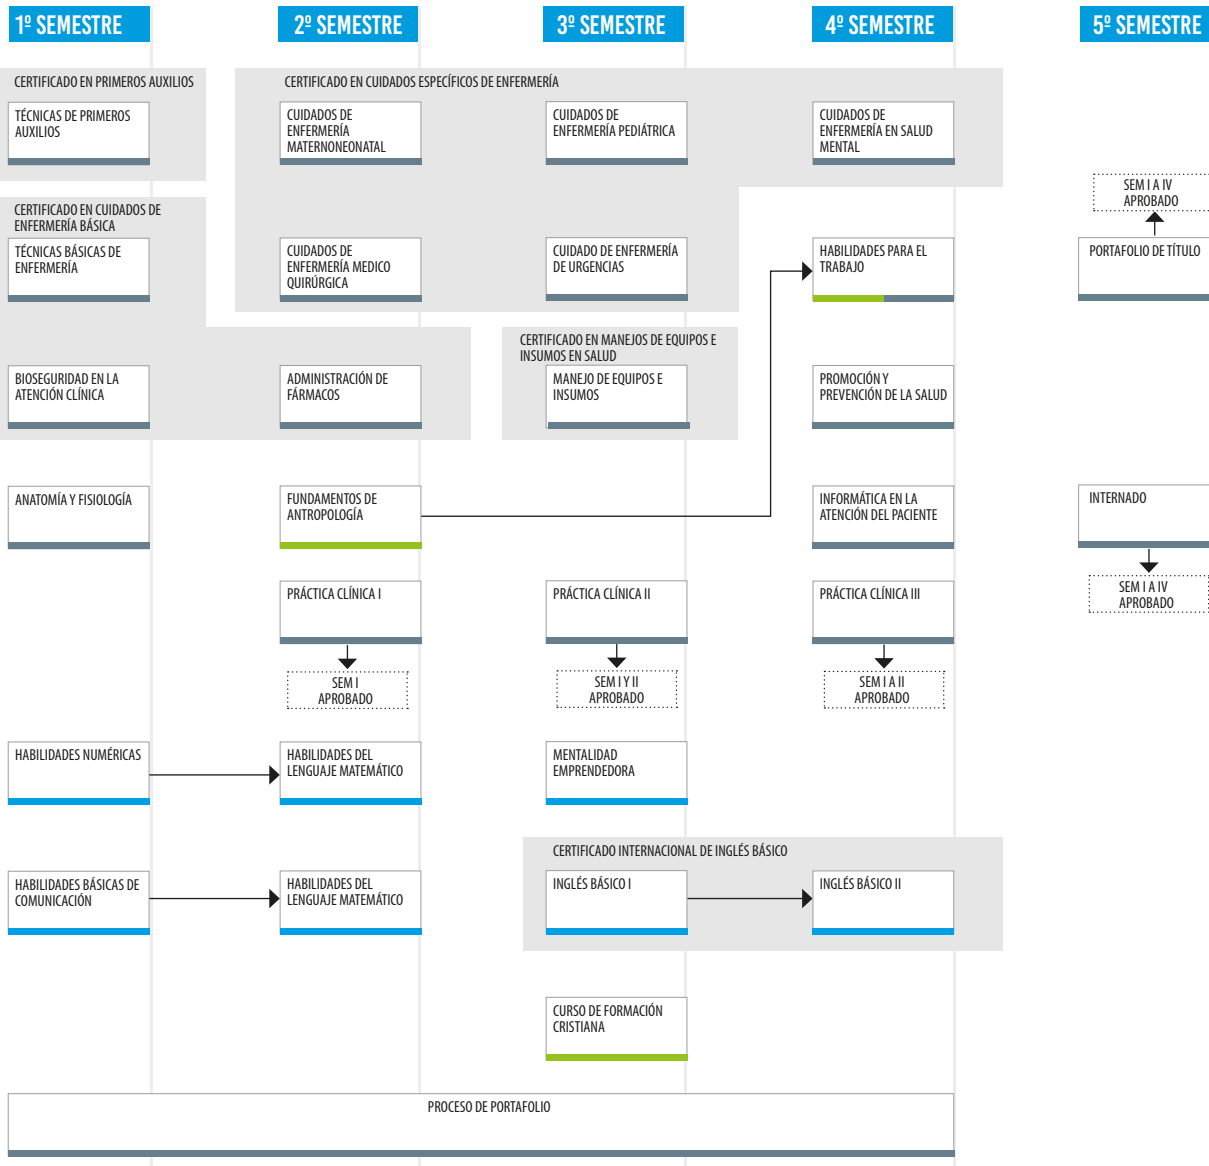 1º SEMESTRE
2º SEMESTRE
3º SEMESTRE
4º SEMESTRE
5º SEMESTRE
CERTIFICADO EN PRIMEROS AUXILIOS
CERTIFICADO EN CUIDADOS ESPECÍFICOS DE ENFERMERÍA
TÉCNICAS DE PRIMEROS
AUXILIOS
CUIDADOS DE
ENFERMERÍA
MATERNONEONATAL
CUIDADOS DE
ENFERMERÍA PEDIÁTRICA
CUIDADOS DE
ENFERMERÍA EN SALUD
MENTAL
SEM I A IV
APROBADO
CERTIFICADO EN CUIDADOS DE
ENFERMERÍA BÁSICA
TÉCNICAS BÁSICAS DE
ENFERMERÍA
CUIDADOS DE
ENFERMERÍA MEDICO
QUIRÚRGICA
CUIDADO DE ENFERMERÍA
DE URGENCIAS
HABILIDADES PARA EL
TRABAJO
PORTAFOLIO DE TÍTULO
CERTIFICADO EN MANEJOS DE EQUIPOS E
INSUMOS EN SALUD
BIOSEGURIDAD EN LA
ATENCIÓN CLÍNICA
ADMINISTRACIÓN DE
FÁRMACOS
MANEJO DE EQUIPOS E
INSUMOS
PROMOCIÓN Y
PREVENCIÓN DE LA SALUD
ANATOMÍA Y FISIOLOGÍA
FUNDAMENTOS DE
ANTROPOLOGÍA
INFORMÁTICA EN LA
ATENCIÓN DEL PACIENTE
INTERNADO
SEM I A IV
APROBADO
PRÁCTICA CLÍNICA I
PRÁCTICA CLÍNICA II
PRÁCTICA CLÍNICA III
SEM I
APROBADO
SEM I Y II
APROBADO
SEM I A II
APROBADO
HABILIDADES NUMÉRICAS
HABILIDADES DEL
LENGUAJE MATEMÁTICO
MENTALIDAD
EMPRENDEDORA
CERTIFICADO INTERNACIONAL DE INGLÉS BÁSICO
HABILIDADES BÁSICAS DE
COMUNICACIÓN
HABILIDADES DEL
LENGUAJE MATEMÁTICO
INGLÉS BÁSICO I
INGLÉS BÁSICO II
CURSO DE FORMACIÓN
CRISTIANA
PROCESO DE PORTAFOLIO